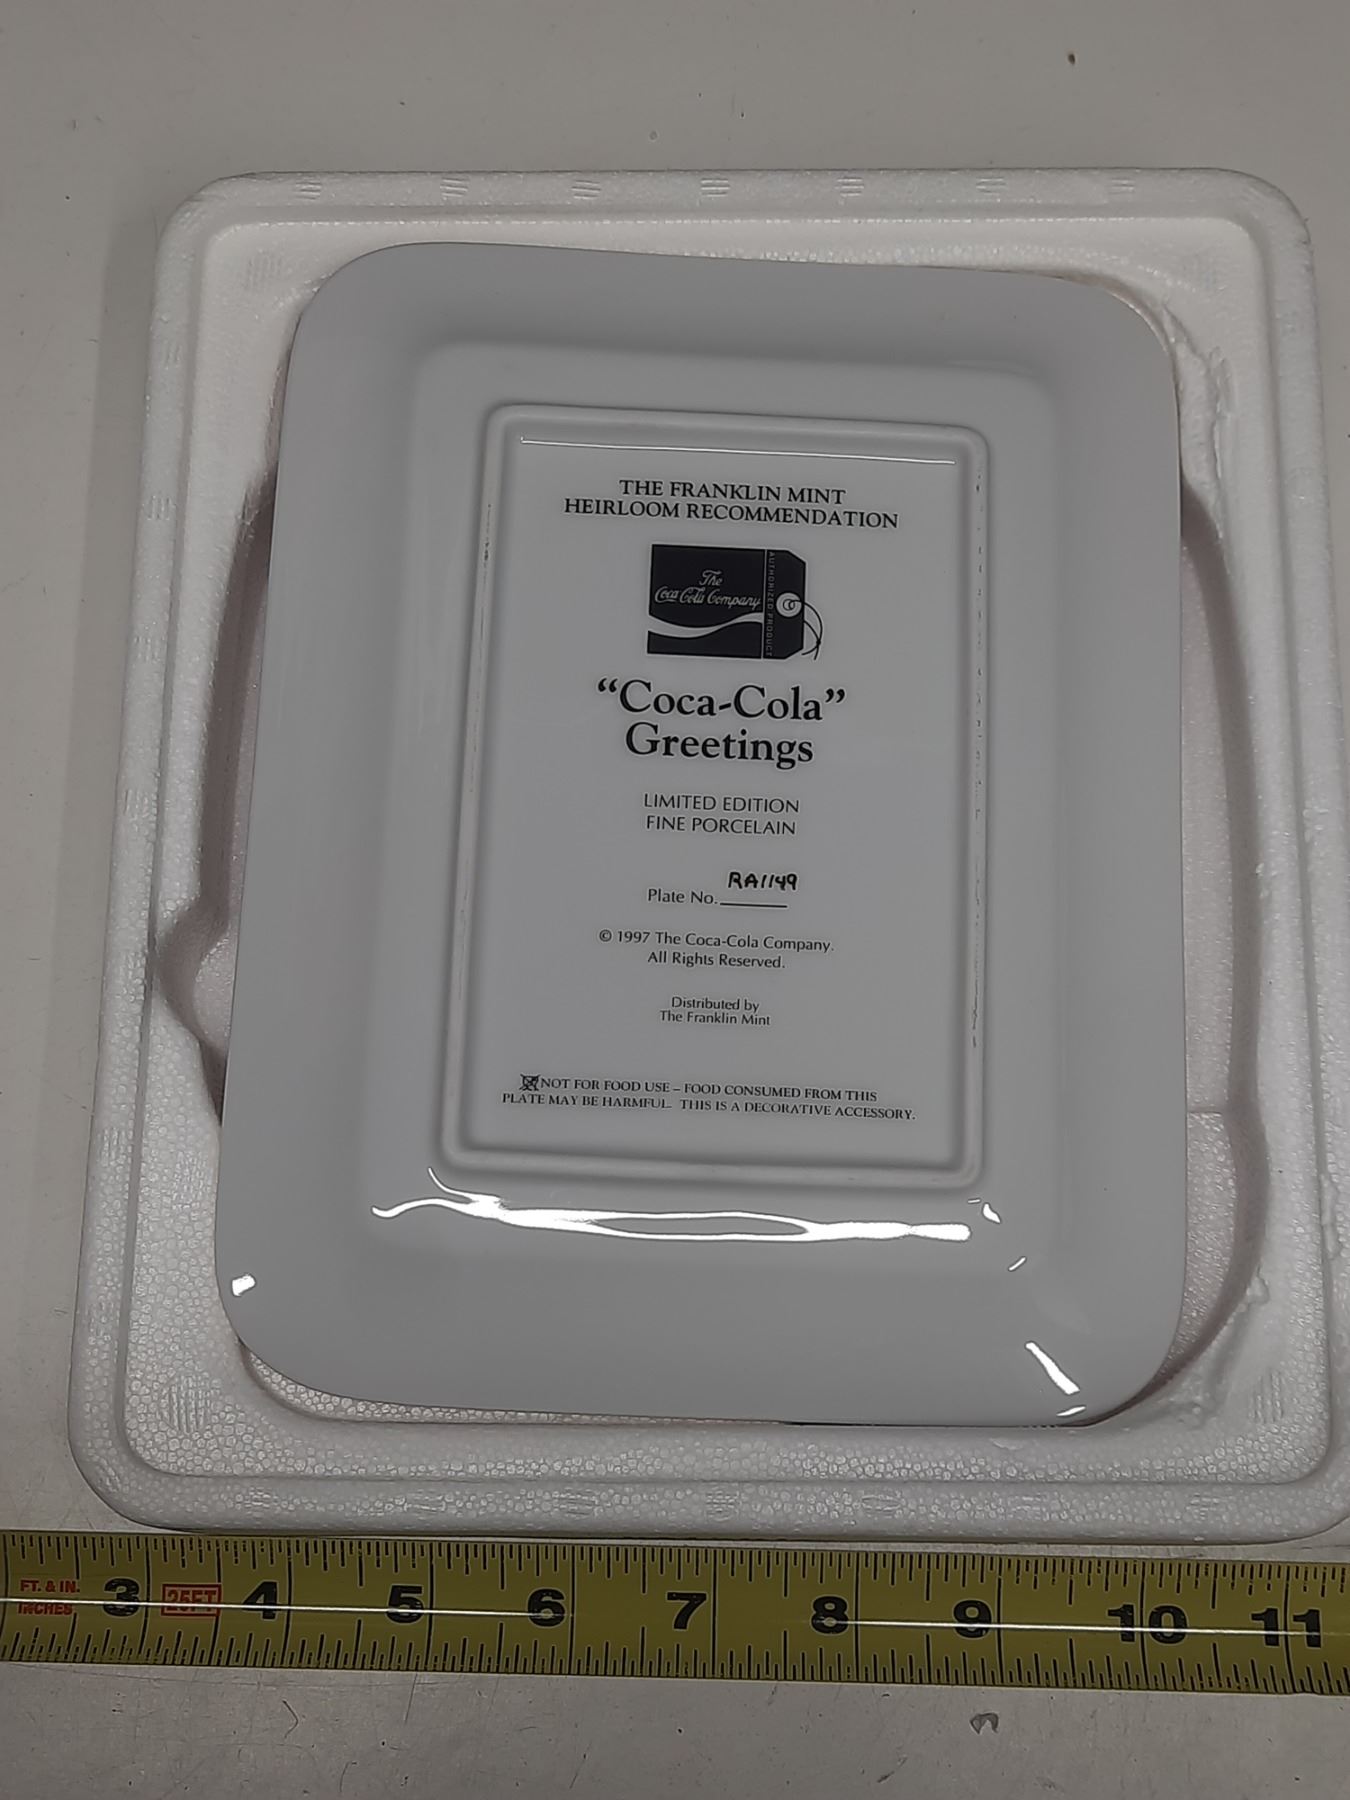 THE FRANKLIN MINT
HEIRLOOM RECOMMENDATION
The
Coca-Cola Company
AUTHORIZED PRODUCT
“Coca-Cola”
Greetings
LIMITED EDITION
FINE PORCELAIN
Plate No. RA1149
© 1997 The Coca-Cola Company.
All Rights Reserved.
Distributed by
The Franklin Mint
NOT FOR FOOD USE – FOOD CONSUMED FROM THIS
PLATE MAY BE HARMFUL. THIS IS A DECORATIVE ACCESSORY.
FT. & IN.
INCHES
3 25FT 4 5 6 7 8 9 10 11